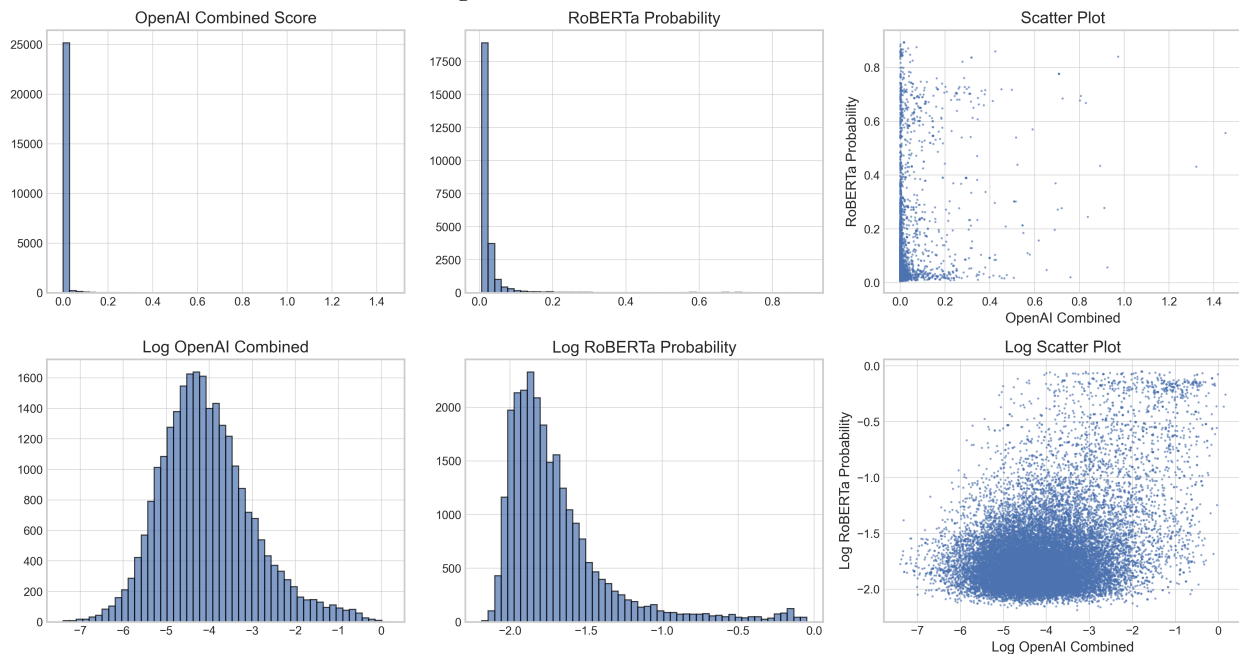 OpenAI Combined Score
25000
20000
15000
10000
5000
0
0.0 0.2 0.4 0.6 0.8 1.0 1.2 1.4
RoBERTa Probability
17500
15000
12500
10000
7500
5000
2500
0
0.0 0.2 0.4 0.6 0.8
Scatter Plot
RoBERTa Probability
0.8
0.6
0.4
0.2
0.0
0.0 0.2 0.4 0.6 0.8 1.0 1.2 1.4
OpenAI Combined
Log OpenAI Combined
1600
1400
1200
1000
800
600
400
200
0
−7 −6 −5 −4 −3 −2 −1 0
Log RoBERTa Probability
2000
1500
1000
500
0
−2.0 −1.5 −1.0 −0.5 0.0
Log Scatter Plot
Log RoBERTa Probability
0.0
−0.5
−1.0
−1.5
−2.0
−7 −6 −5 −4 −3 −2 −1 0
Log OpenAI Combined